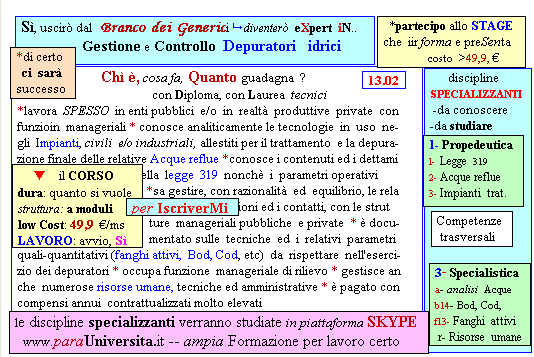 Sì, uscirò dal Branco dei Generici ↪diventerò eXpert iN..
Gestione e Controllo Depuratori idrici
*partecipo allo STAGE
che iirforma e preSenta
costo >49,9, €
*di certo
ci sarà
successo
Chì è, cosa fa, Quanto guadagna ?
con Diploma, con Laurea tecnici
13.02
*lavora SPESSO in enti pubblici e/o in realtà produttive private con
funzioin manageriali * conosce analiticamente le tecnologie in uso ne-
gli Impianti, civili e/o industriali, allestiti per il trattamento e la depura-
zione finale delle relative Acque reflue *conosce i contenuti ed i dettami
ella legge 319 nonchè i parametri operativi
*sa gestire, con razionalità ed equilibrio, le rela
ioni ed i contatti, con le strut
ture manageriali pubbliche e private * è docu-
mentato sulle tecniche ed i relativi parametri
quali-quantitativi (fanghi attivi, Bod, Cod, etc) da rispettare nell'eserci-
zio dei depuratori * occupa funzione manageriale di rilievo * gestisce an
che numerose risorse umane, tecniche ed amministrative * è pagato con
compensi annui contrattualizzati molto elevati
▼ il CORSO
dura: quanto si vuole
struttura: a moduli
low Cost: 49,9 €/ms
LAVORO: avvio, Sì
per IscriverMi
discipline
SPECIALIZZANTI
-da conoscere
-da studiare
1- Propedeutica
1- Legge 319
2- Acque reflue
3- Impianti trat.
Competenze
trasversali
3- Specialistica
a- analisi Acque
b14- Bod, Cod,
f13- Fanghi attivi
r- Risorse umane
le discipline specializzanti verranno studiate in piattaforma SKYPE
www.paraUniversita.it -- ampia Formazione per lavoro certo